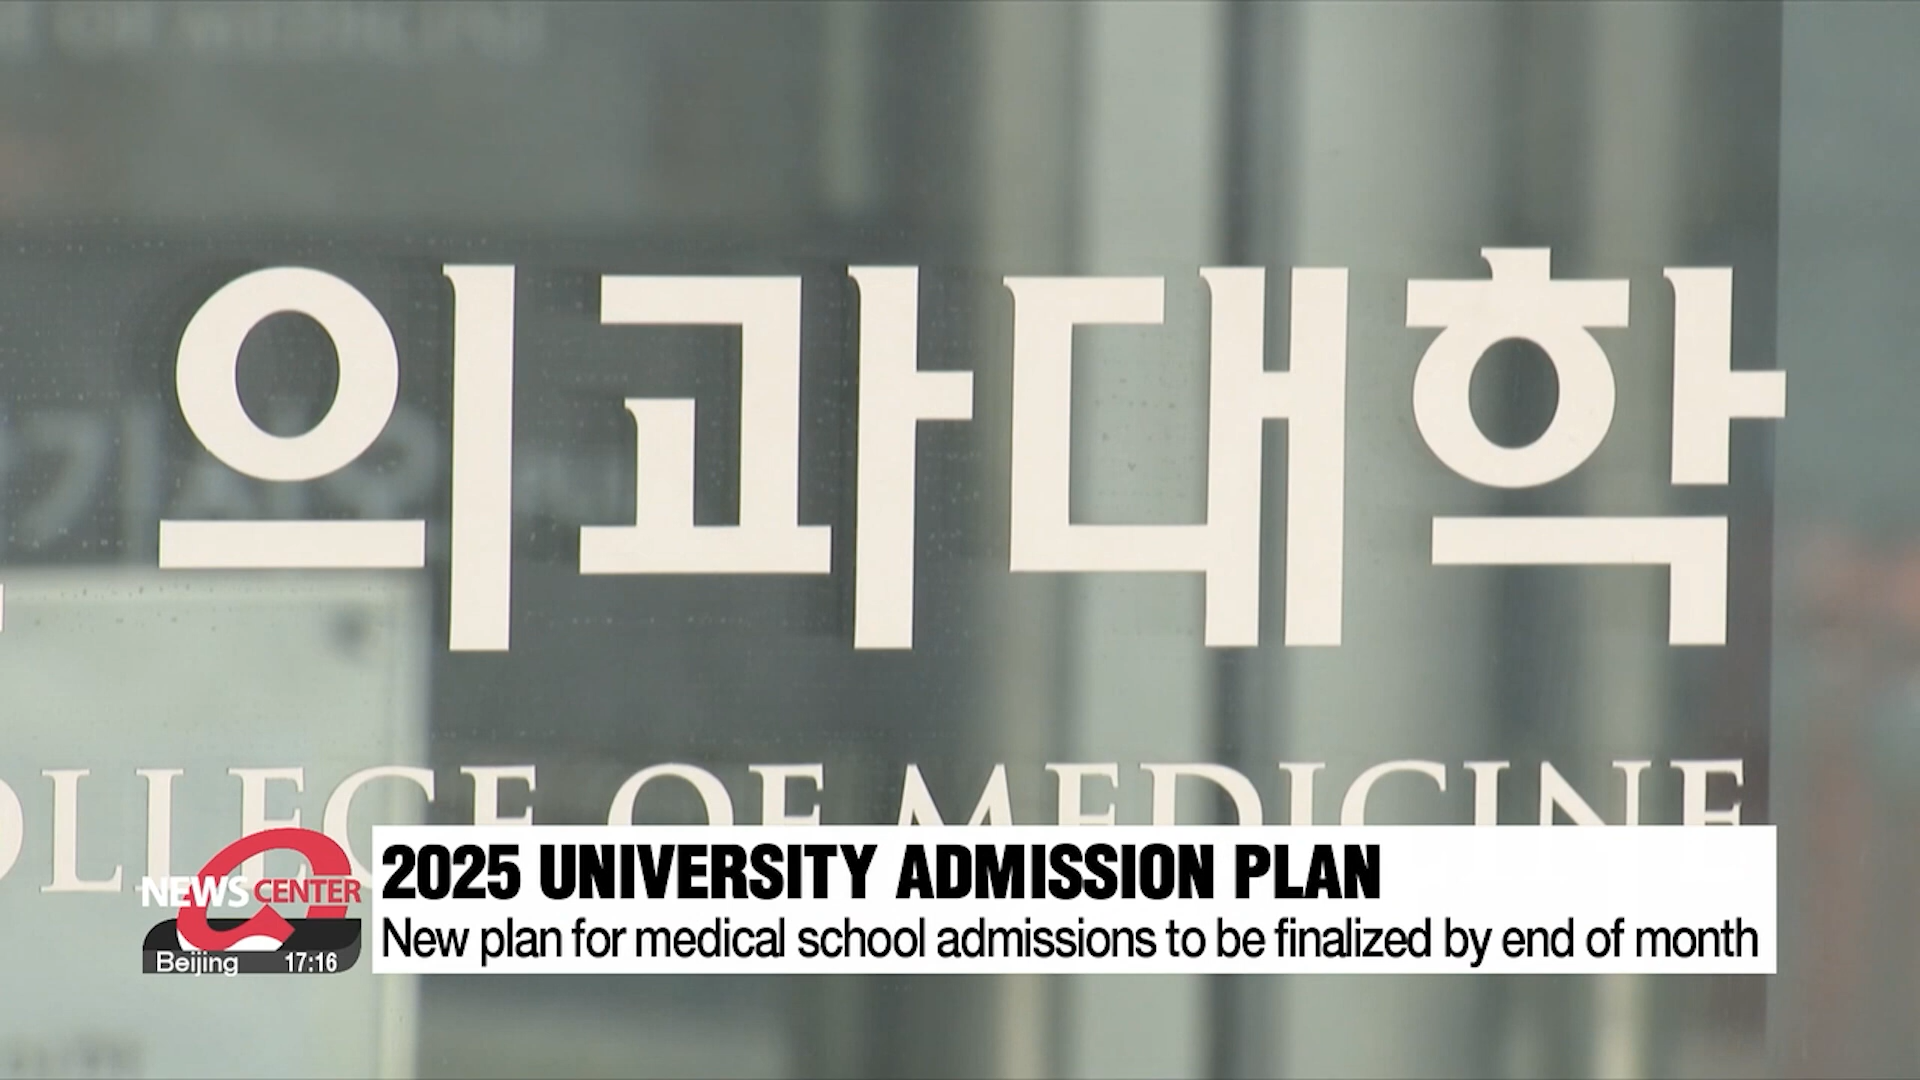 의과대학
COLLEGE OF MEDICINE
NEWS CENTER
Beijing 17:16
2025 UNIVERSITY ADMISSION PLAN
New plan for medical school admissions to be finalized by end of month